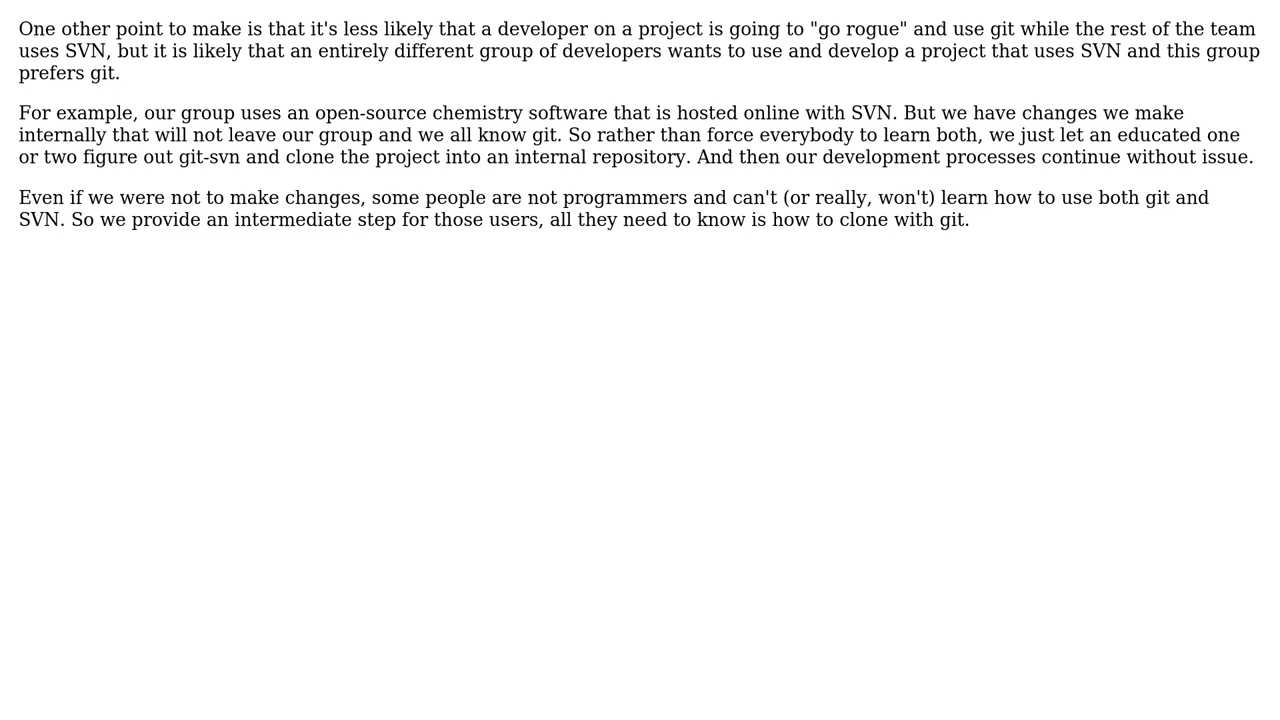 One other point to make is that it's less likely that a developer on a project is going to "go rogue" and use git while the rest of the team
uses SVN, but it is likely that an entirely different group of developers wants to use and develop a project that uses SVN and this group
prefers git.
For example, our group uses an open-source chemistry software that is hosted online with SVN. But we have changes we make
internally that will not leave our group and we all know git. So rather than force everybody to learn both, we just let an educated one
or two figure out git-svn and clone the project into an internal repository. And then our development processes continue without issue.
Even if we were not to make changes, some people are not programmers and can't (or really, won't) learn how to use both git and
SVN. So we provide an intermediate step for those users, all they need to know is how to clone with git.